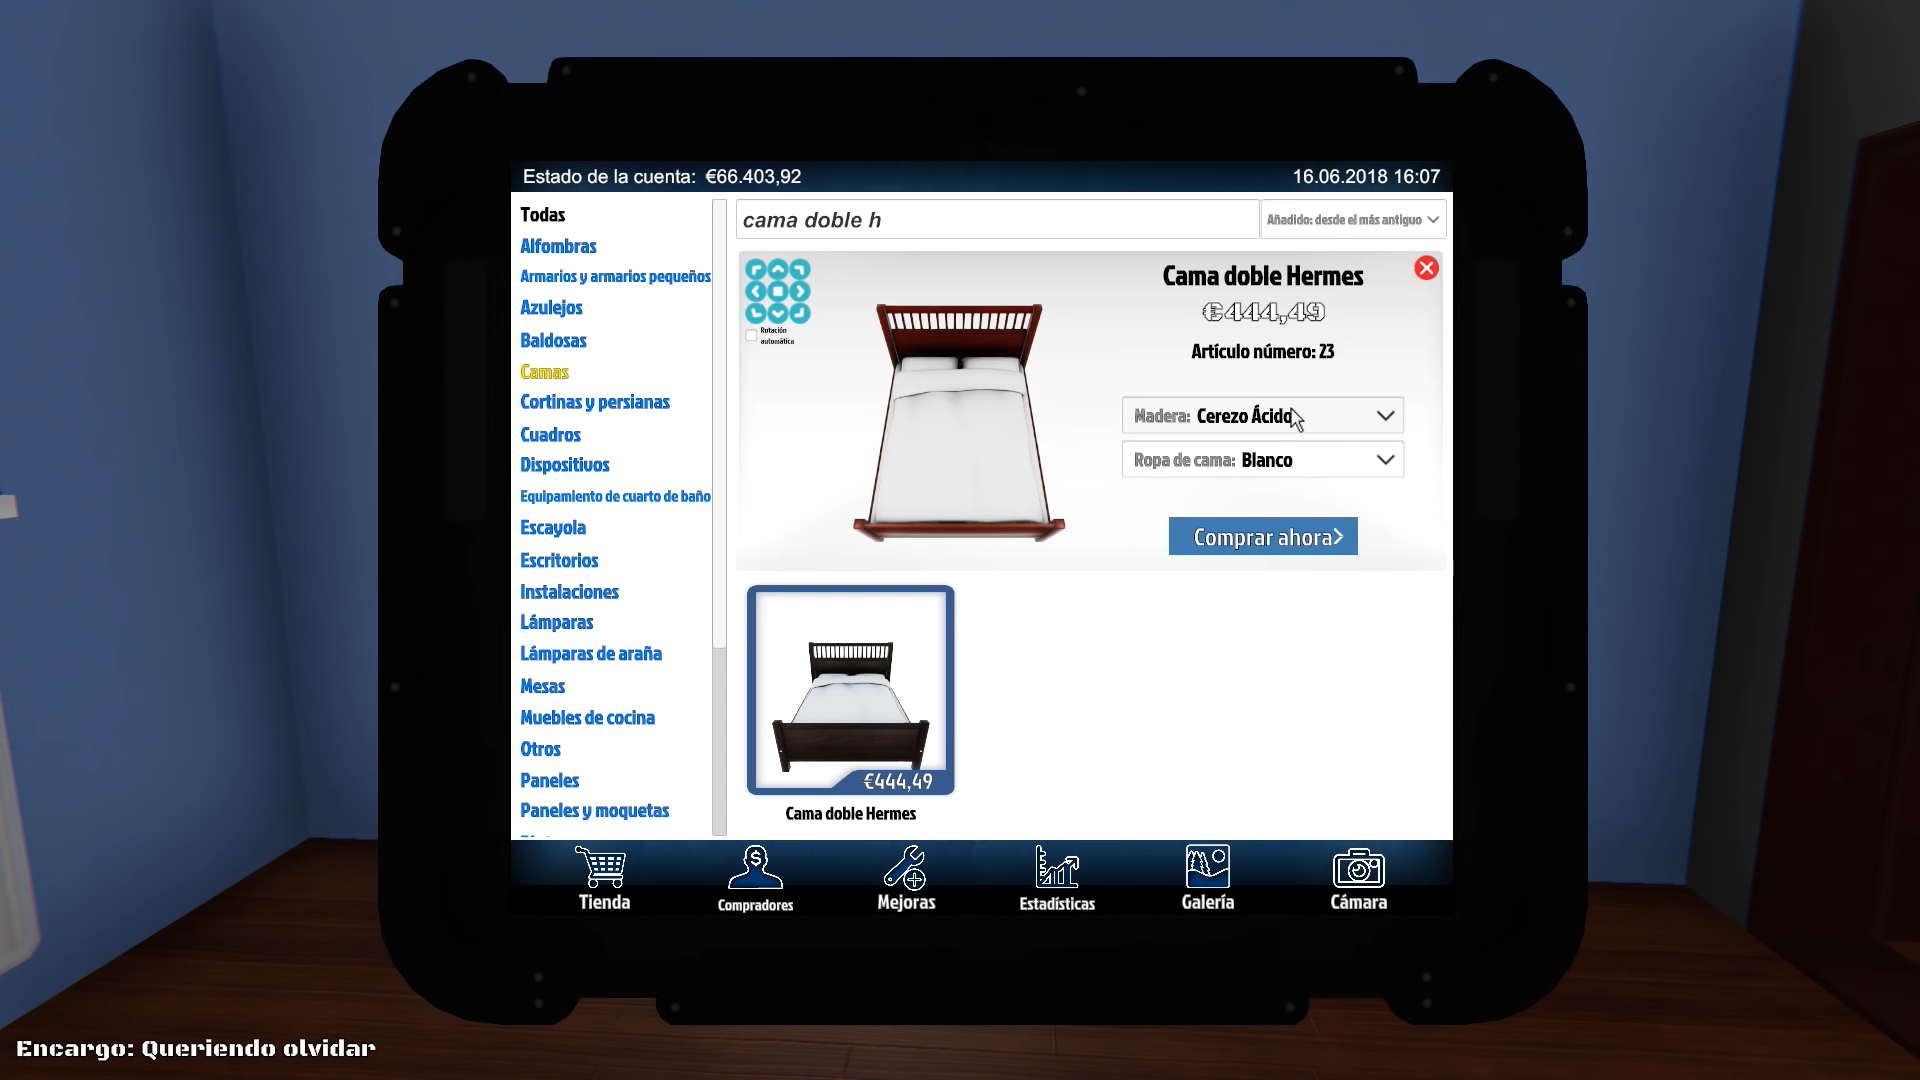 Estado de la cuenta: €66.403,92
16.06.2018 16:07
Todas
Alfombras
Armarios y armarios pequeños
Azulejos
Baldosas
Camas
Cortinas y persianas
Cuadros
Dispositivos
Equipamiento de cuarto de baño
Escayola
Escritorios
Instalaciones
Lámparas
Lámparas de araña
Mesas
Muebles de cocina
Otros
Paneles
Paneles y moquetas
cama doble h
Añadido: desde el más antiguo
Rotación
automática
Cama doble Hermes
€444,49
Artículo número: 23
Madera: Cerezo Ácido
Ropa de cama: Blanco
Comprar ahora
€444,49
Cama doble Hermes
Tienda
Compradores
Mejoras
Estadísticas
Galería
Cámara
Encargo: Queriendo olvidar